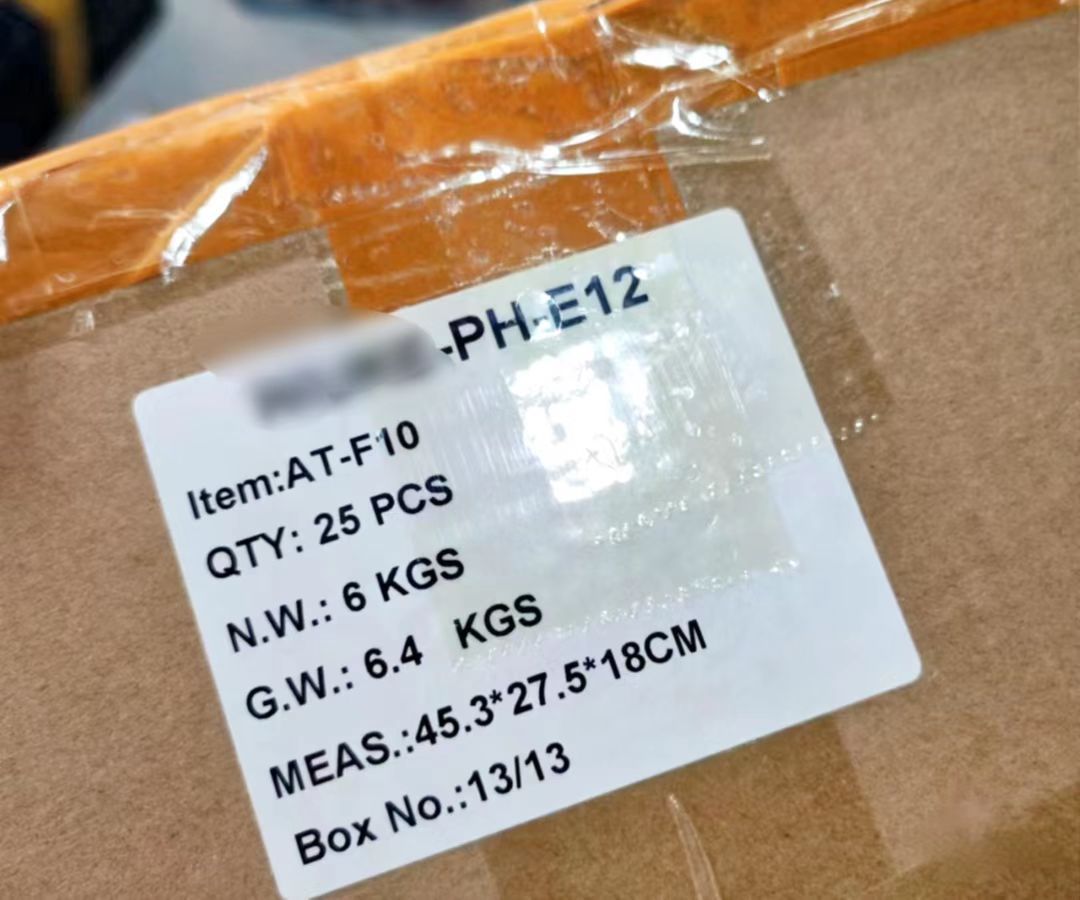 -PH-E12
Item:AT-F10
QTY: 25 PCS
N.W.: 6 KGS
G.W.: 6.4 KGS
MEAS.:45.3*27.5*18CM
Box No.:13/13